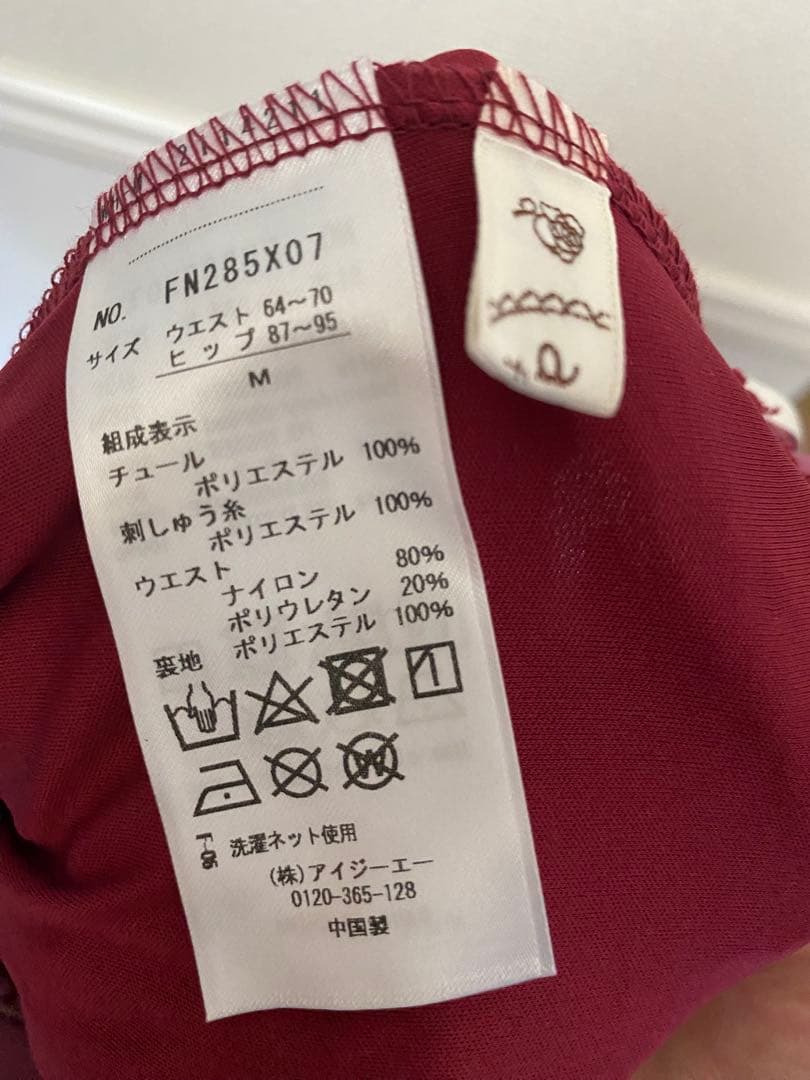 NO. FN285X07
サイズ ウエスト 64～70
ヒップ 87～95
M
組成表示
チュール
ポリエステル 100%
刺しゅう糸
ポリエステル 100%
ウエスト
ナイロン 80%
ポリウレタン 20%
裏地 ポリエステル 100%
洗濯ネット使用
(株)アイジーエー
0120-365-128
中国製